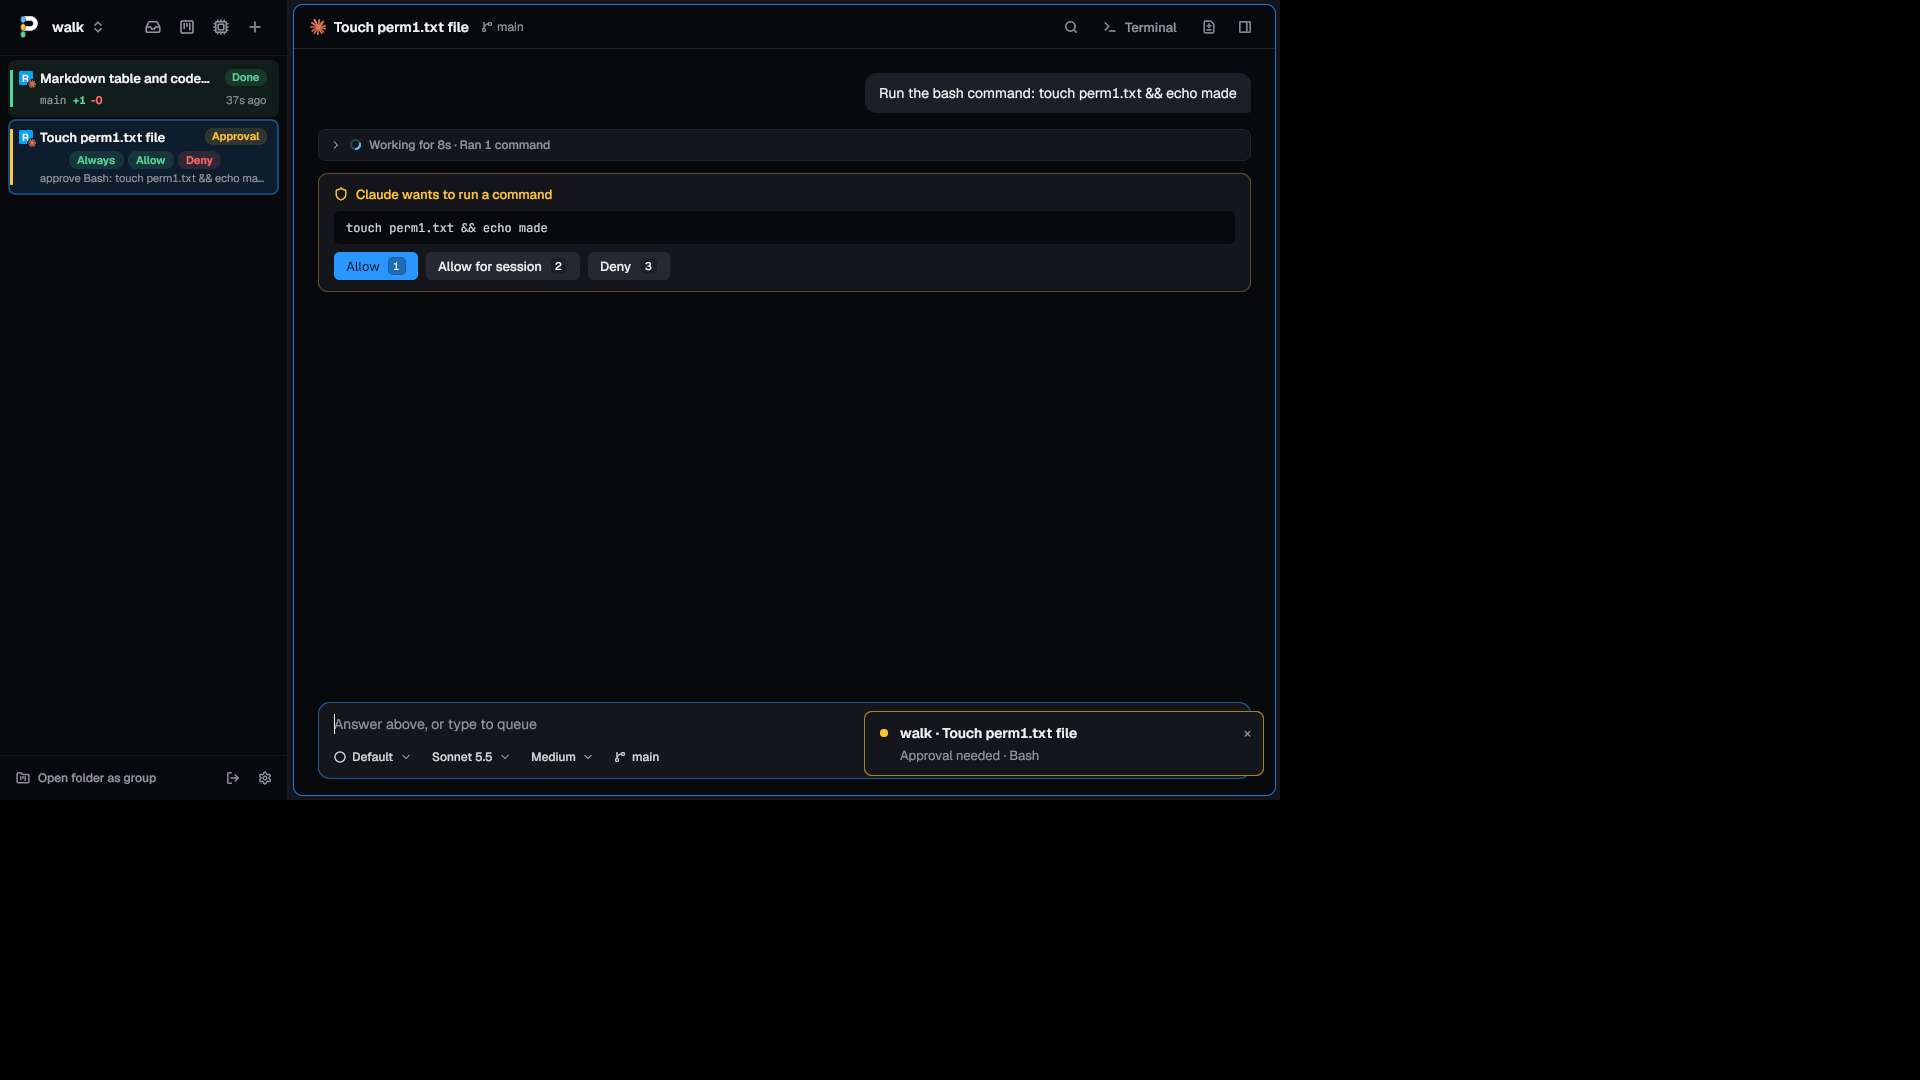 walk
Markdown table and code...
Done
main +1 -0
37s ago
Touch perm1.txt file
Approval
Always
Allow
Deny
approve Bash: touch perm1.txt && echo ma...
Open folder as group
Touch perm1.txt file
main
Terminal
Run the bash command: touch perm1.txt && echo made
Working for 8s · Ran 1 command
Claude wants to run a command
touch perm1.txt && echo made
Allow 1
Allow for session 2
Deny 3
Answer above, or type to queue
Default
Sonnet 5.5
Medium
main
walk · Touch perm1.txt file
Approval needed · Bash